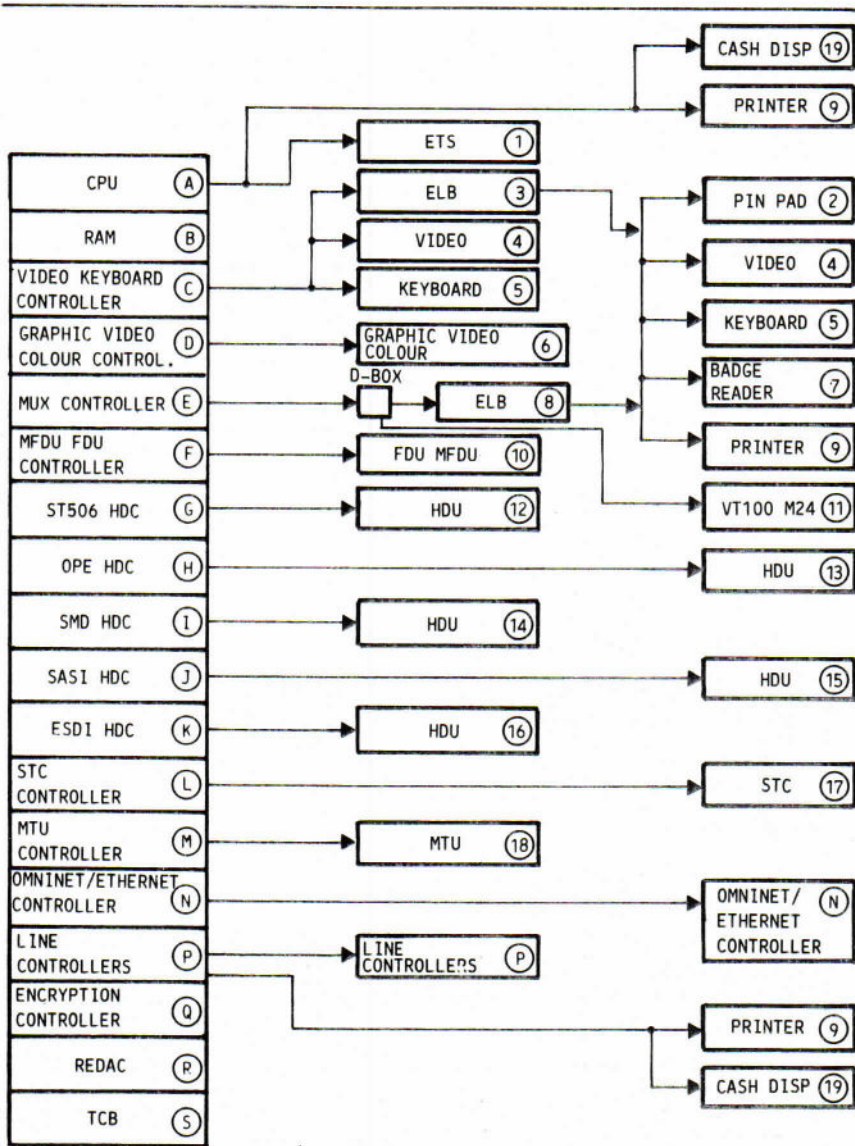 CASH DISP 19
PRINTER 9
ETS 1
CPU A
ELB 3
PIN PAD 2
RAM B
VIDEO 4
VIDEO 4
VIDEO KEYBOARD
CONTROLLER C
KEYBOARD 5
KEYBOARD 5
GRAPHIC VIDEO
COLOUR CONTROL. D
GRAPHIC VIDEO
COLOUR 6
BADGE
READER 7
D-BOX
MUX CONTROLLER E
ELB 8
PRINTER 9
MFDU FDU
CONTROLLER F
FDU MFDU 10
VT100 M24 11
ST506 HDC G
HDU 12
OPE HDC H
HDU 13
SMD HDC I
HDU 14
SASI HDC J
HDU 15
ESDI HDC K
HDU 16
STC
CONTROLLER L
STC 17
MTU
CONTROLLER M
MTU 18
OMNINET/ETHERNET
CONTROLLER N
OMNINET/ N
ETHERNET
CONTROLLER
LINE
CONTROLLERS P
LINE
CONTROLLERS P
ENCRYPTION
CONTROLLER Q
PRINTER 9
REDAC R
CASH DISP 19
TCB S